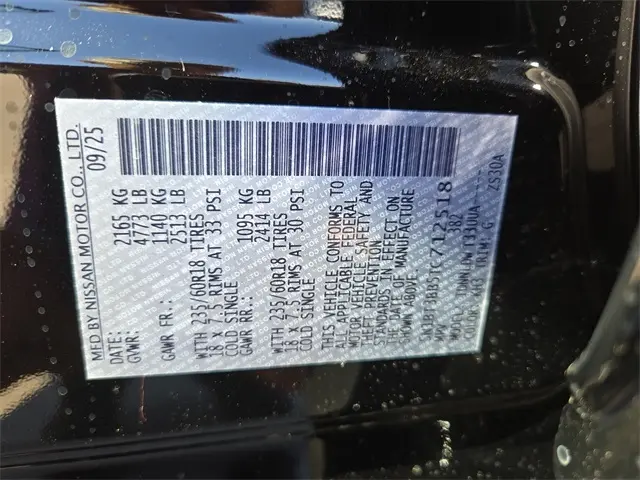 MFD BY NISSAN MOTOR CO., LTD.
DATE: 09/25
GVWR: 2165 KG
4773 LB
GAWR FR.: 1140 KG
2513 LB
WITH 235/60R18 TIRES
18 X 7.5 RIMS AT 33 PSI
COLD SINGLE
GAWR RR.: 1095 KG
2414 LB
WITH 235/60R18 TIRES
18 X 7.5 RIMS AT 30 PSI
COLD SINGLE
THIS VEHICLE CONFORMS TO
ALL APPLICABLE FEDERAL
MOTOR VEHICLE SAFETY AND
THEFT PREVENTION
STANDARDS IN EFFECT ON
THE DATE OF MANUFACTURE
SHOWN ABOVE.
MPV 382
MODEL:
COLOR: TRIM: G ZS30A